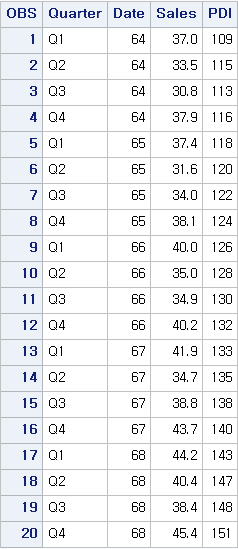 OBS Quarter Date Sales PDI
1 Q1 64 37.0 109
2 Q2 64 33.5 115
3 Q3 64 30.8 113
4 Q4 64 37.9 116
5 Q1 65 37.4 118
6 Q2 65 31.6 120
7 Q3 65 34.0 122
8 Q4 65 38.1 124
9 Q1 66 40.0 126
10 Q2 66 35.0 128
11 Q3 66 34.9 130
12 Q4 66 40.2 132
13 Q1 67 41.9 133
14 Q2 67 34.7 135
15 Q3 67 38.8 138
16 Q4 67 43.7 140
17 Q1 68 44.2 143
18 Q2 68 40.4 147
19 Q3 68 38.4 148
20 Q4 68 45.4 151